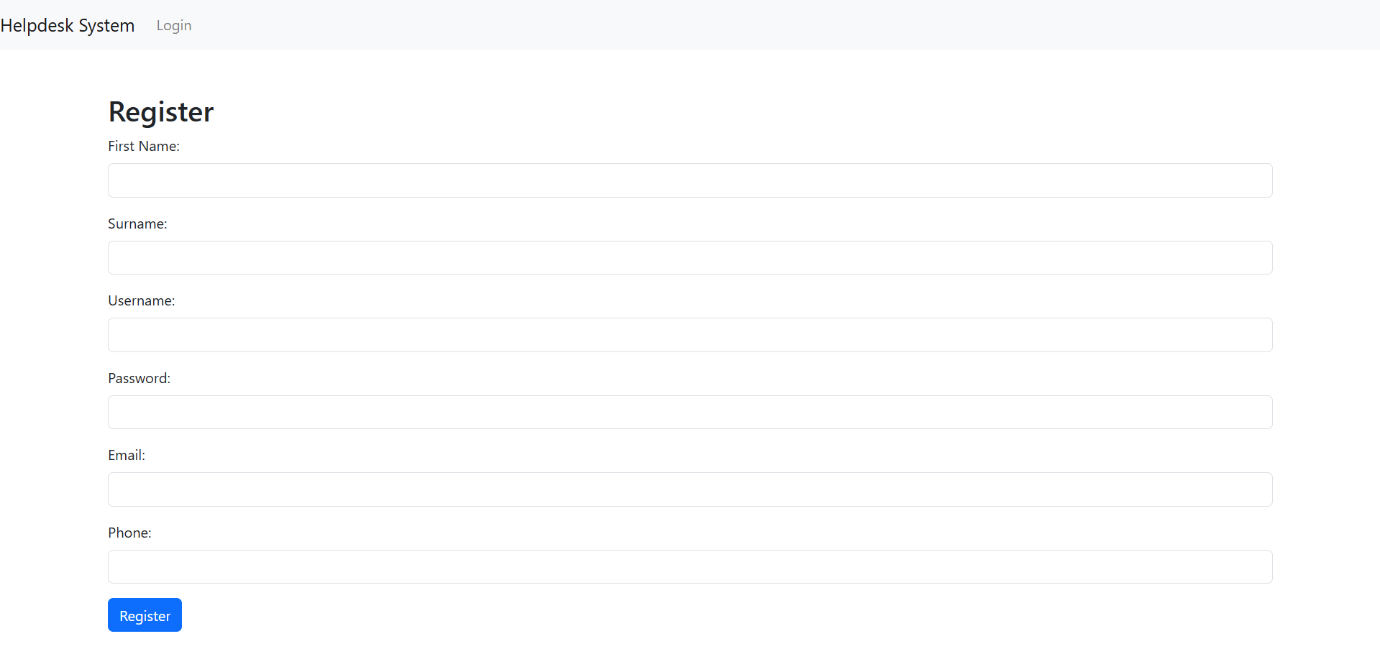 Helpdesk System Login
Register
First Name:
Surname:
Username:
Password:
Email:
Phone:
Register